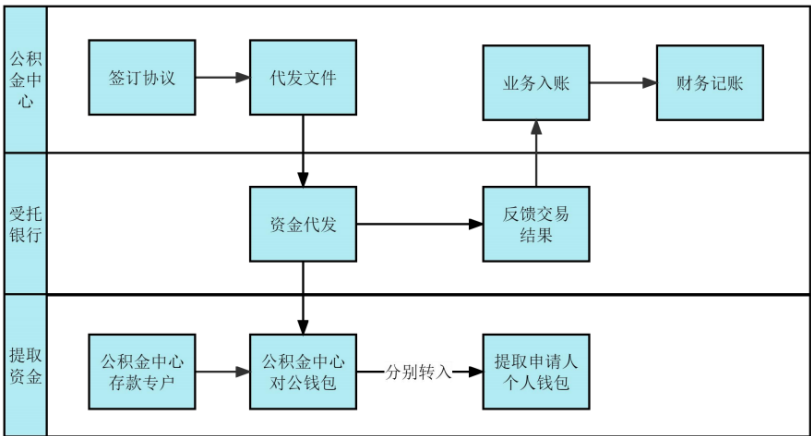 公积
金中
心
签订协议
代发文件
业务入账
财务记账
受托
银行
资金代发
反馈交易
结果
提取
资金
公积金中心
存款专户
公积金中心
对公钱包
分别转入
提取申请人
个人钱包